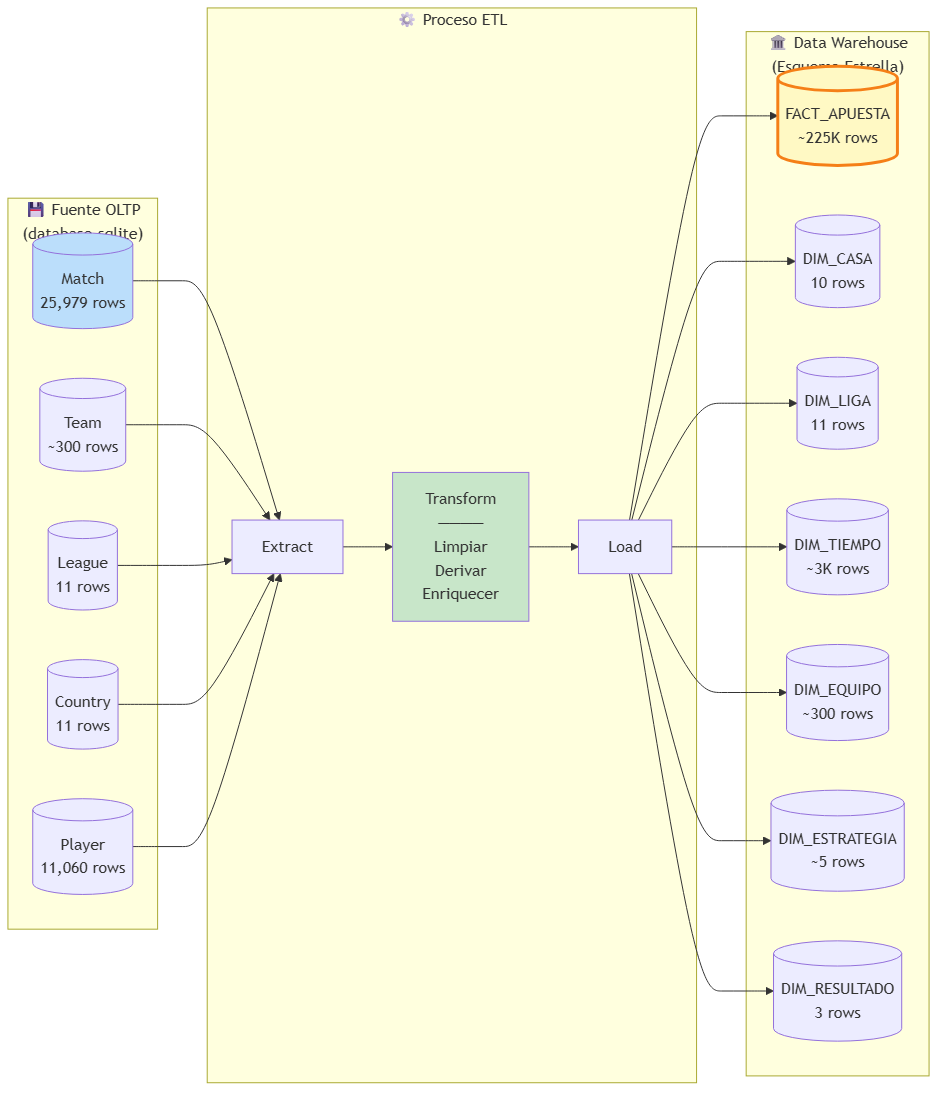 Fuente OLTP
(database.sqlite)
Match
25,979 rows
Team
~300 rows
League
11 rows
Country
11 rows
Player
11,060 rows
Proceso ETL
Extract
Transform
———
Limpiar
Derivar
Enriquecer
Load
Data Warehouse
(Esquema Estrella)
FACT_APUESTA
~225K rows
DIM_CASA
10 rows
DIM_LIGA
11 rows
DIM_TIEMPO
~3K rows
DIM_EQUIPO
~300 rows
DIM_ESTRATEGIA
~5 rows
DIM_RESULTADO
3 rows